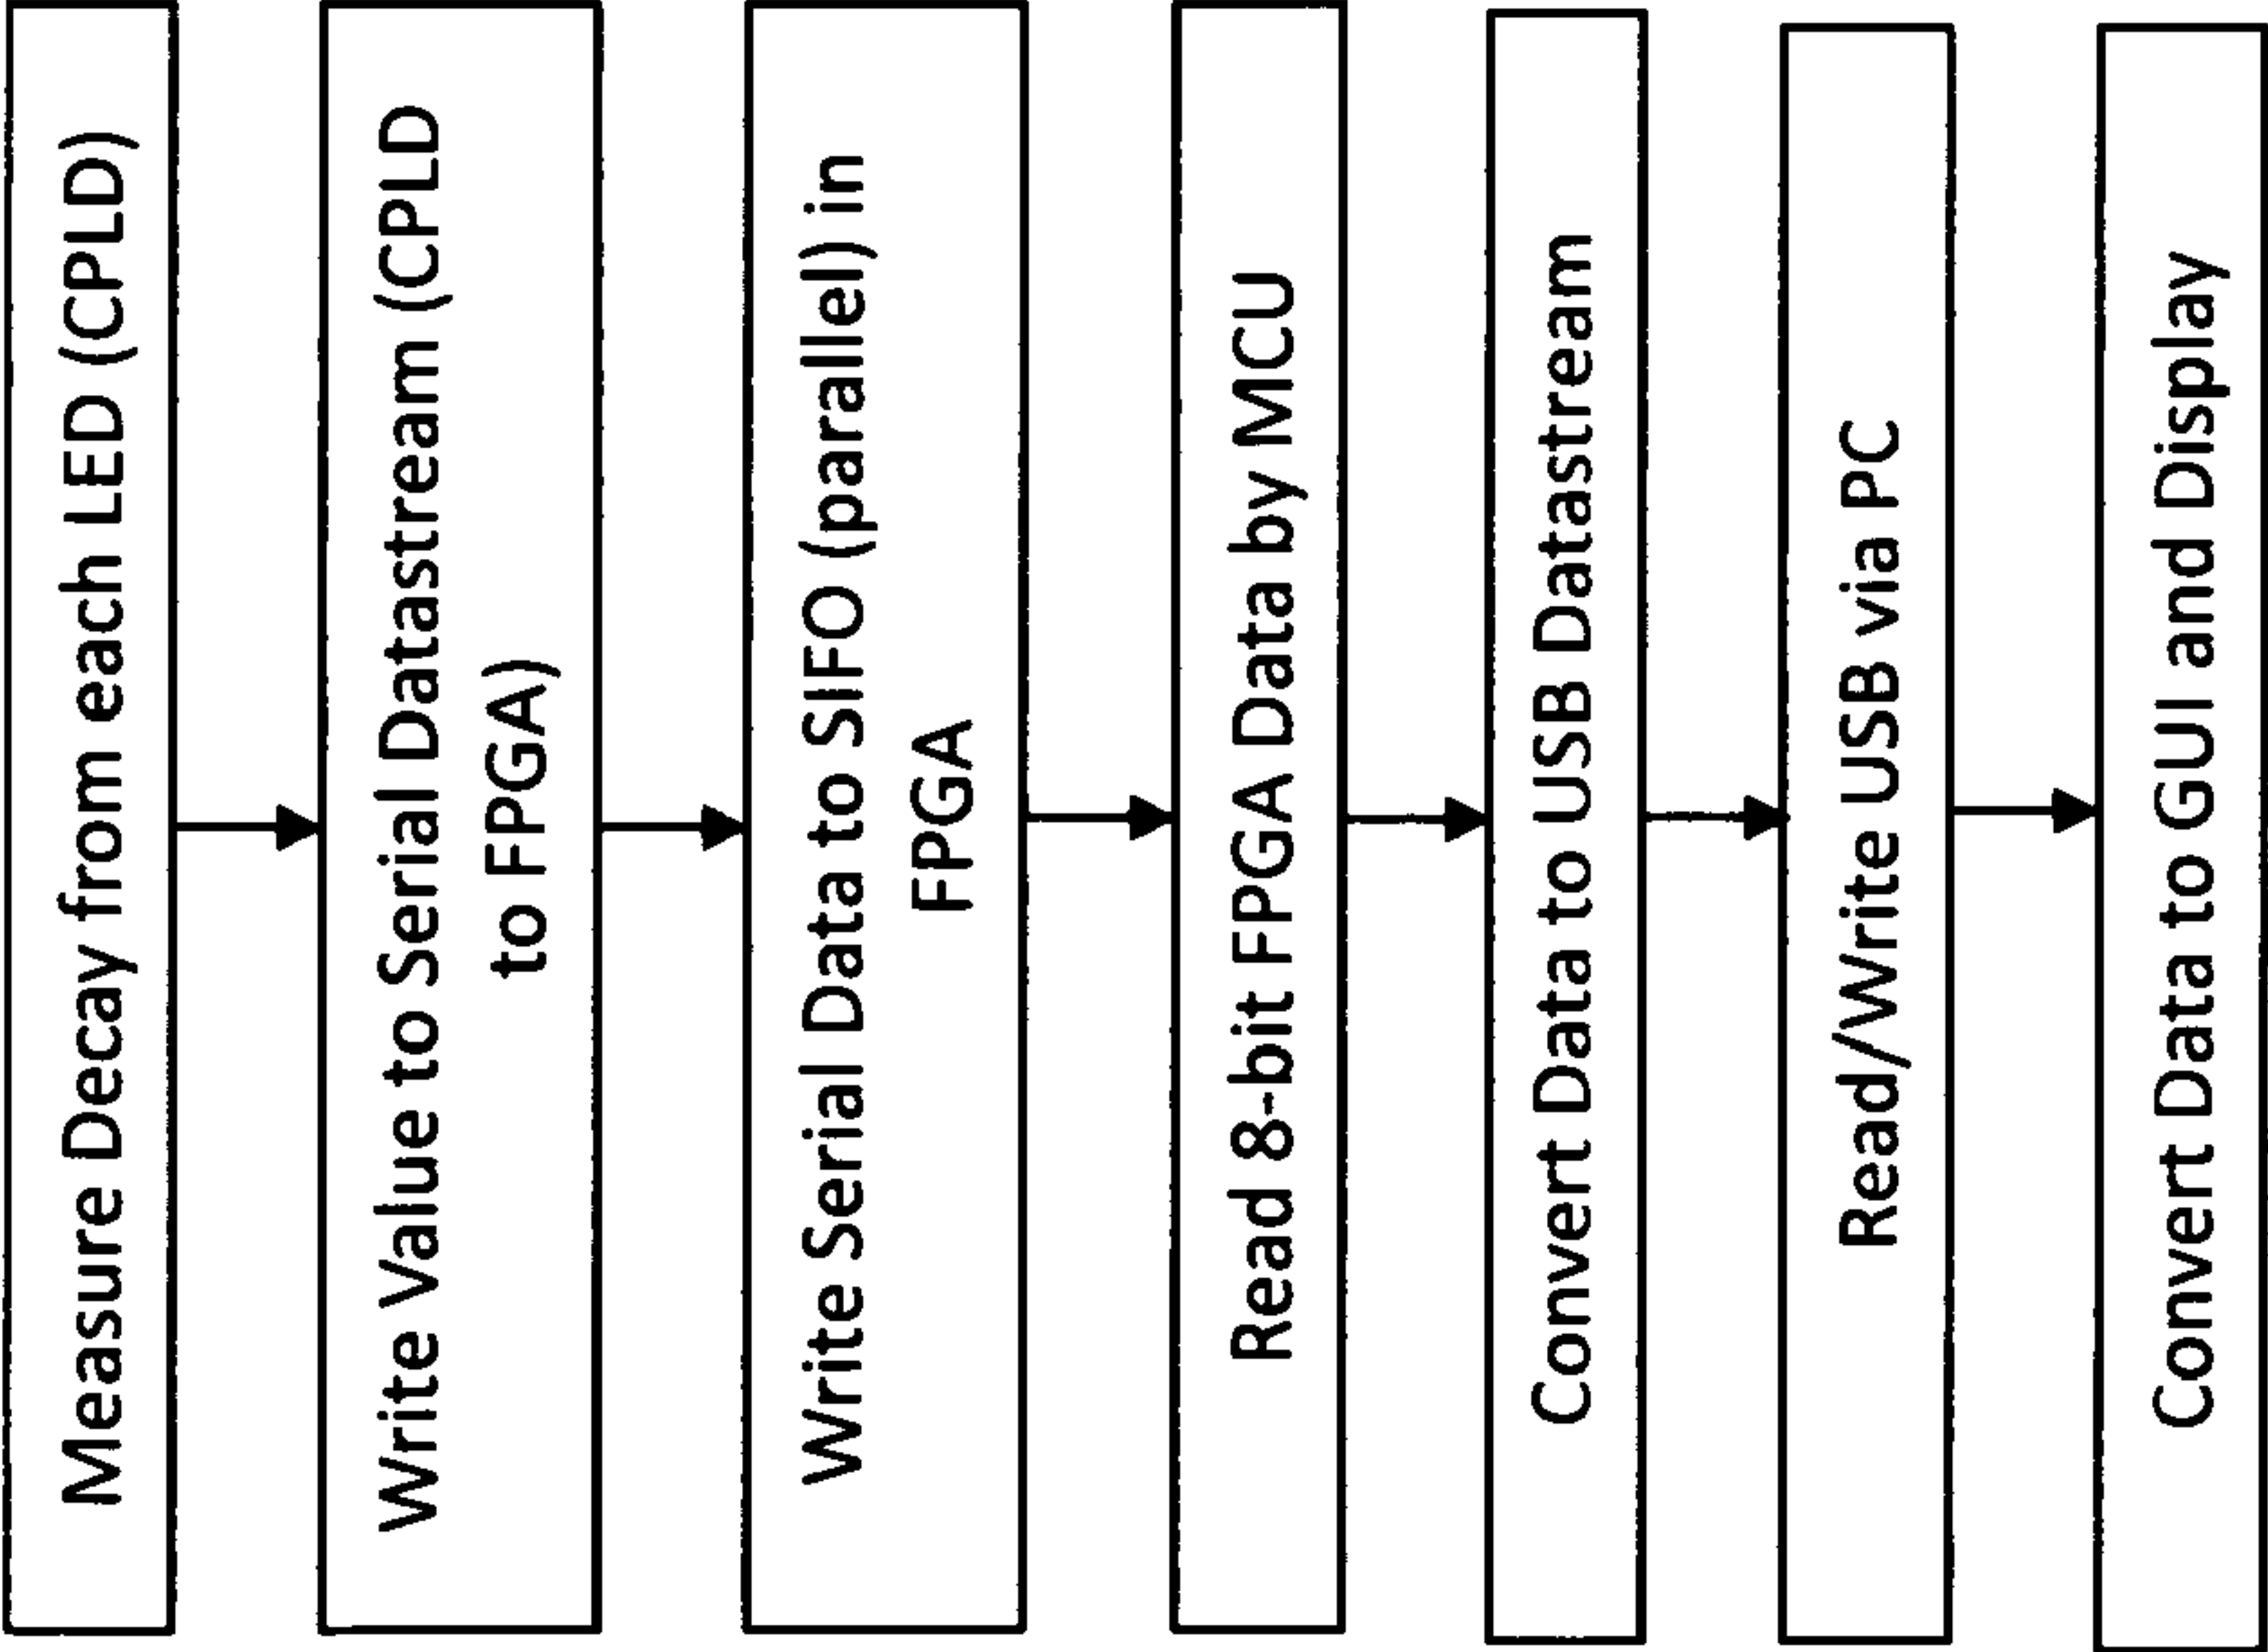 Measure Decay from each LED (CPLD)
Write Value to Serial Datastream (CPLD
to FPGA)
Write Serial Data to SIFO (parallel) in
FPGA
Read 8-bit FPGA Data by MCU
Convert Data to USB Datastream
Read/Write USB via PC
Convert Data to GUI and Display